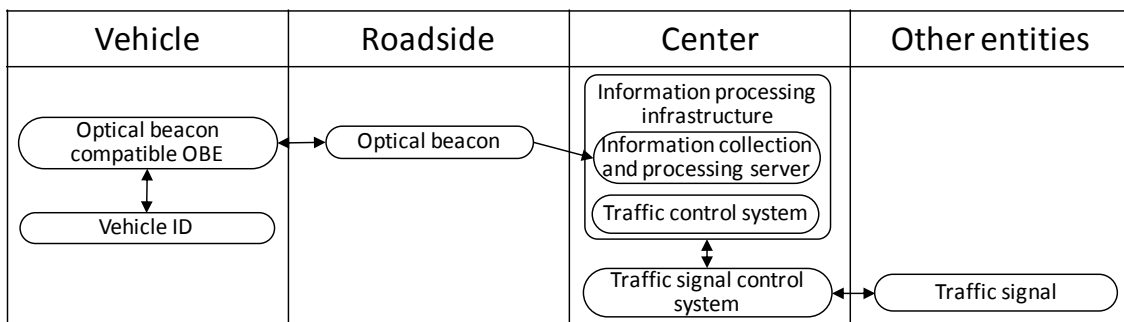 Vehicle
Roadside
Center
Other entities
Optical beacon
compatible OBE
Vehicle ID
Optical beacon
Information processing
infrastructure
Information collection
and processing server
Traffic control system
Traffic signal control
system
Traffic signal